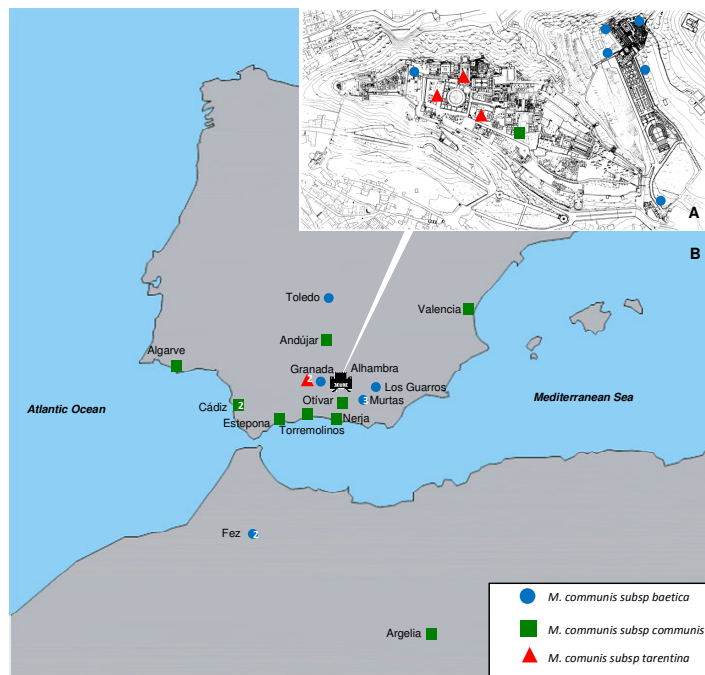 A
B
Toledo
Valencia
Andújar
Algarve
Granada
Alhambra
2
Los Guarros
Otívar
3
Murtas
Cádiz
2
Atlantic Ocean
Mediterranean Sea
Estepona
Nerja
Torremolinos
Fez
2
Argelia
M. communis subsp baetica
M. communis subsp communis
M. comunis subsp tarentina